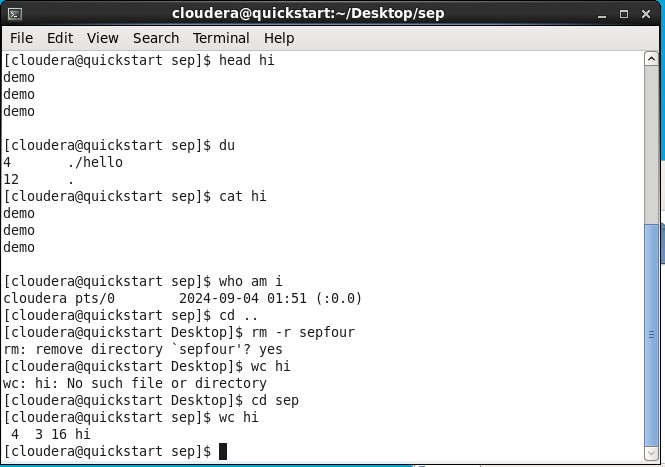 cloudera@quickstart:~/Desktop/sep
File Edit View Search Terminal Help
[cloudera@quickstart sep]$ head hi
demo
demo
demo

[cloudera@quickstart sep]$ du
4       ./hello
12      .
[cloudera@quickstart sep]$ cat hi
demo
demo
demo

[cloudera@quickstart sep]$ who am i
cloudera pts/0        2024-09-04 01:51 (:0.0)
[cloudera@quickstart sep]$ cd ..
[cloudera@quickstart Desktop]$ rm -r sepfour
rm: remove directory `sepfour'? yes
[cloudera@quickstart Desktop]$ wc hi
wc: hi: No such file or directory
[cloudera@quickstart Desktop]$ cd sep
[cloudera@quickstart sep]$ wc hi
 4  3 16 hi
[cloudera@quickstart sep]$